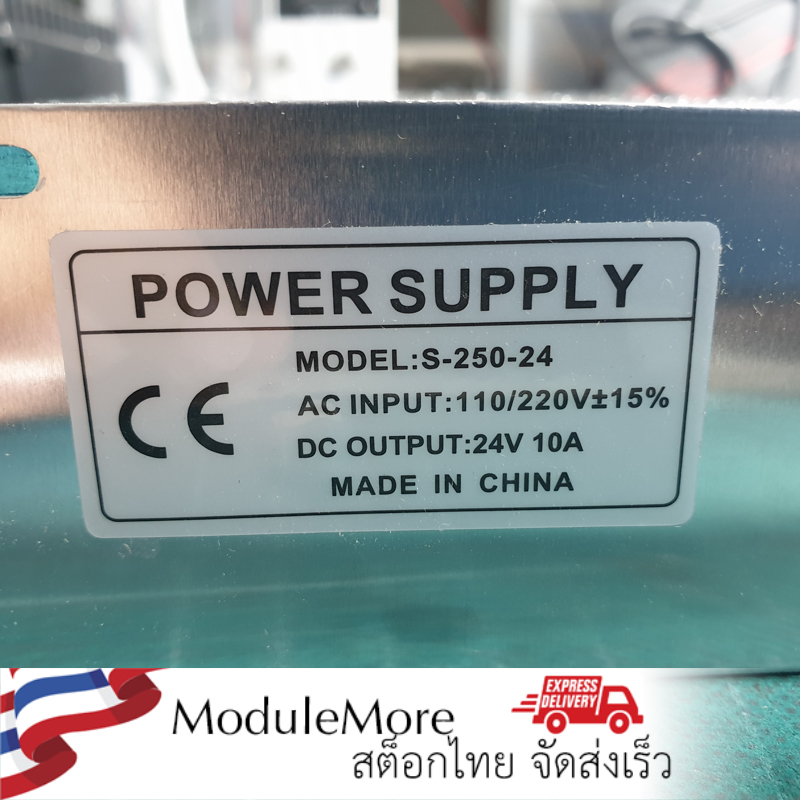 POWER SUPPLY
MODEL:S-250-24
AC INPUT:110/220V±15%
DC OUTPUT:24V 10A
MADE IN CHINA
CE
ModuleMore
EXPRESS
DELIVERY
สต็อกไทย จัดส่งเร็ว